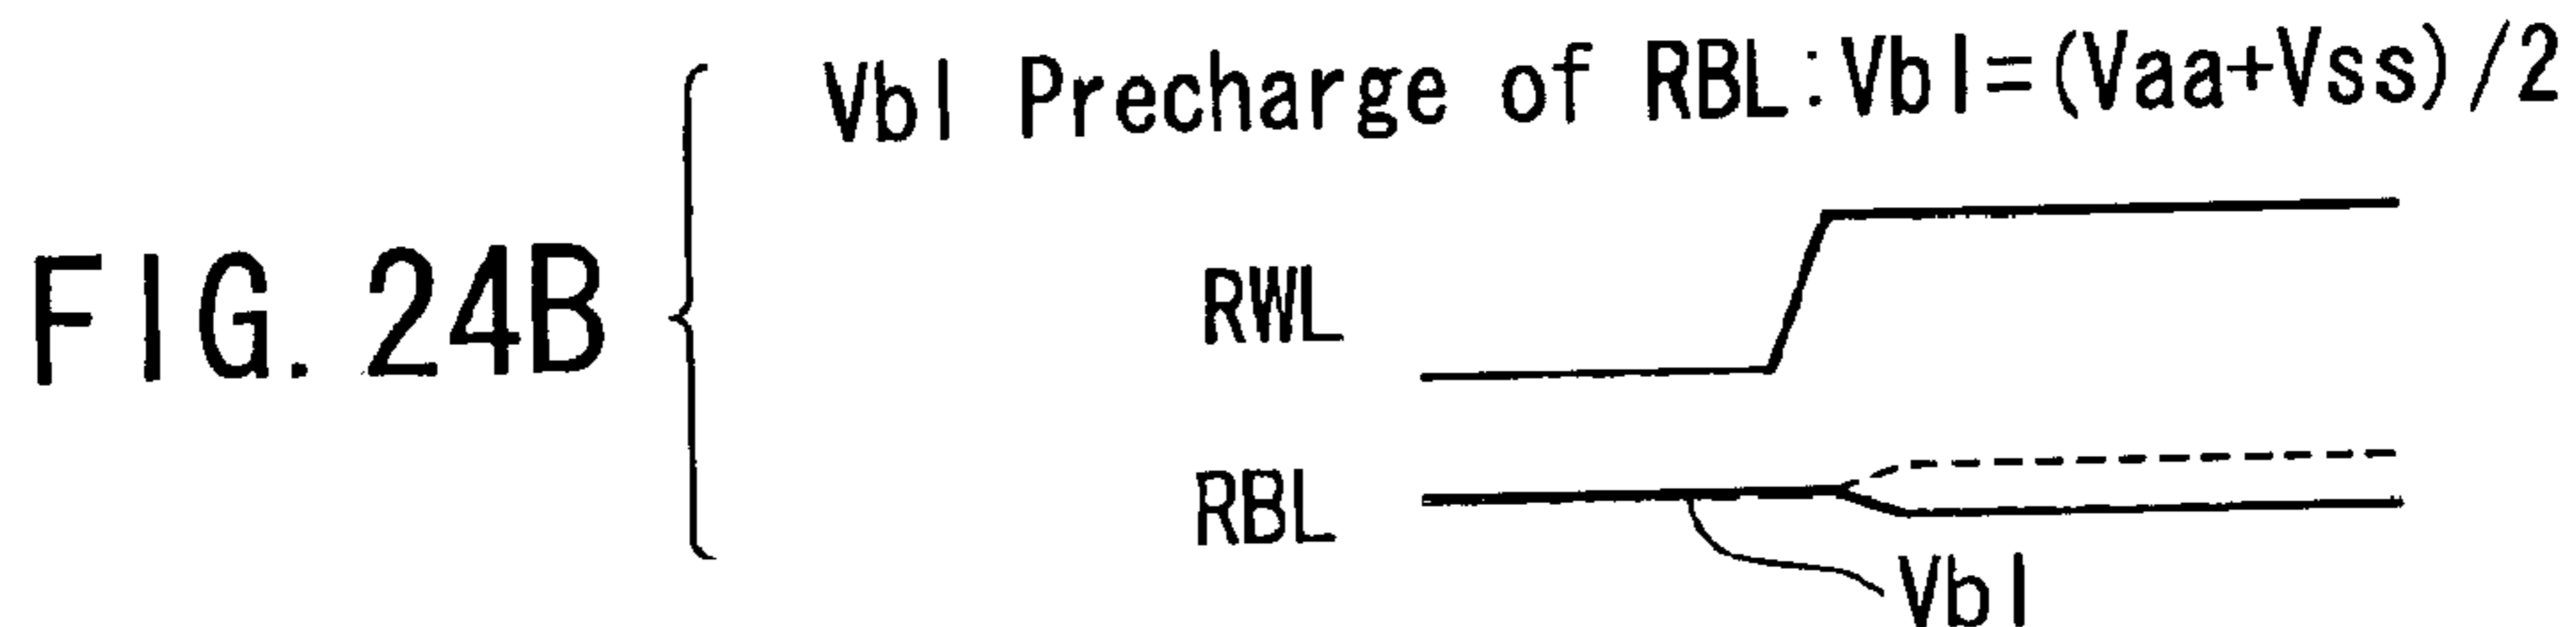 Vbl Precharge of RBL:Vbl=(Vaa+Vss)/2
FIG. 24B
RWL
RBL
Vbl